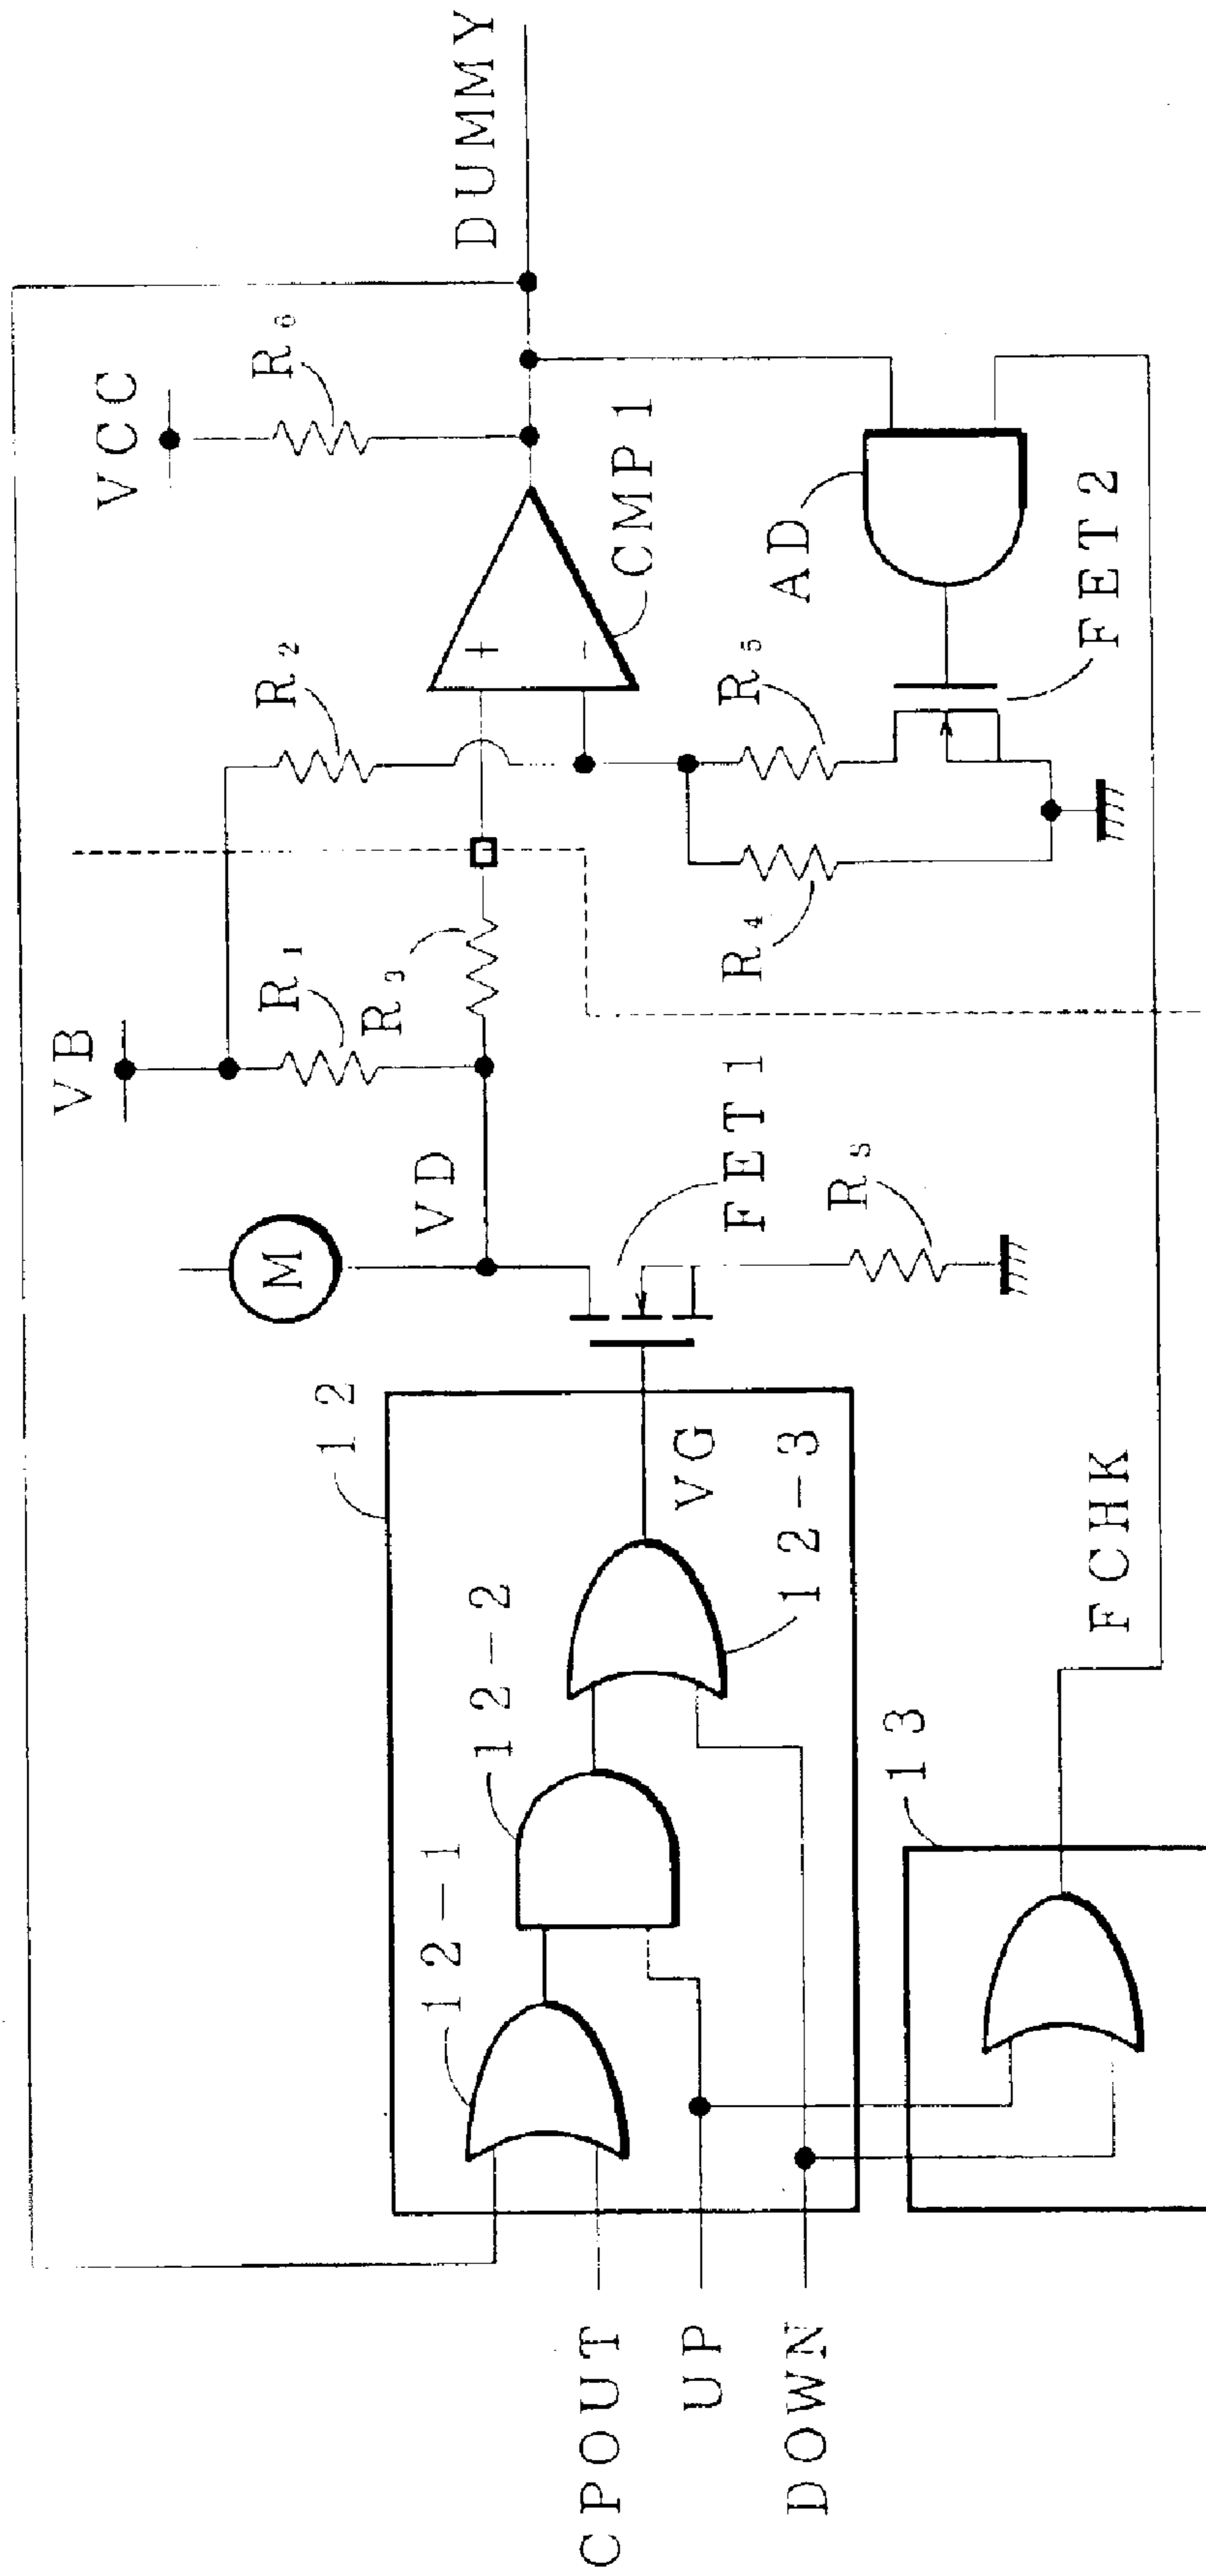 VCC
R6
DUMMY
VB
R1
R2
R3
VD
M
CMP1
+
-
AD
R5
R4
FET2
FET1
RS
12
12-1
12-2
12-3
VG
CPOUT
UP
DOWN
13
FCHK